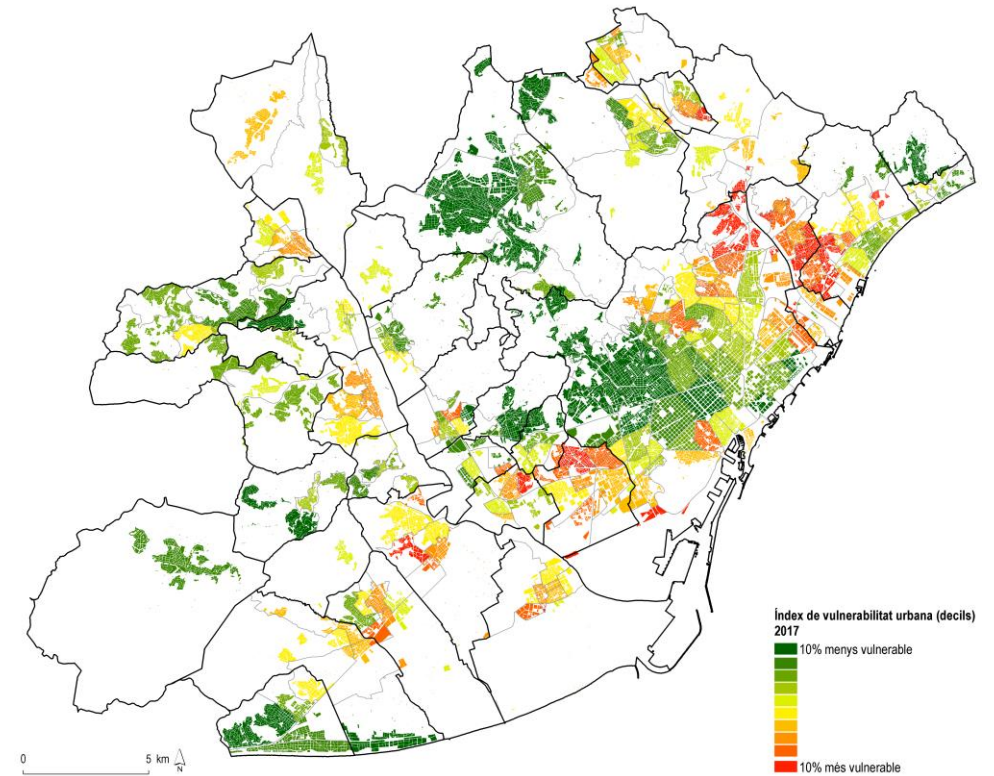 Índex de vulnerabilitat urbana (decils)
2017
10% menys vulnerable
10% més vulnerable
0 5 km
N